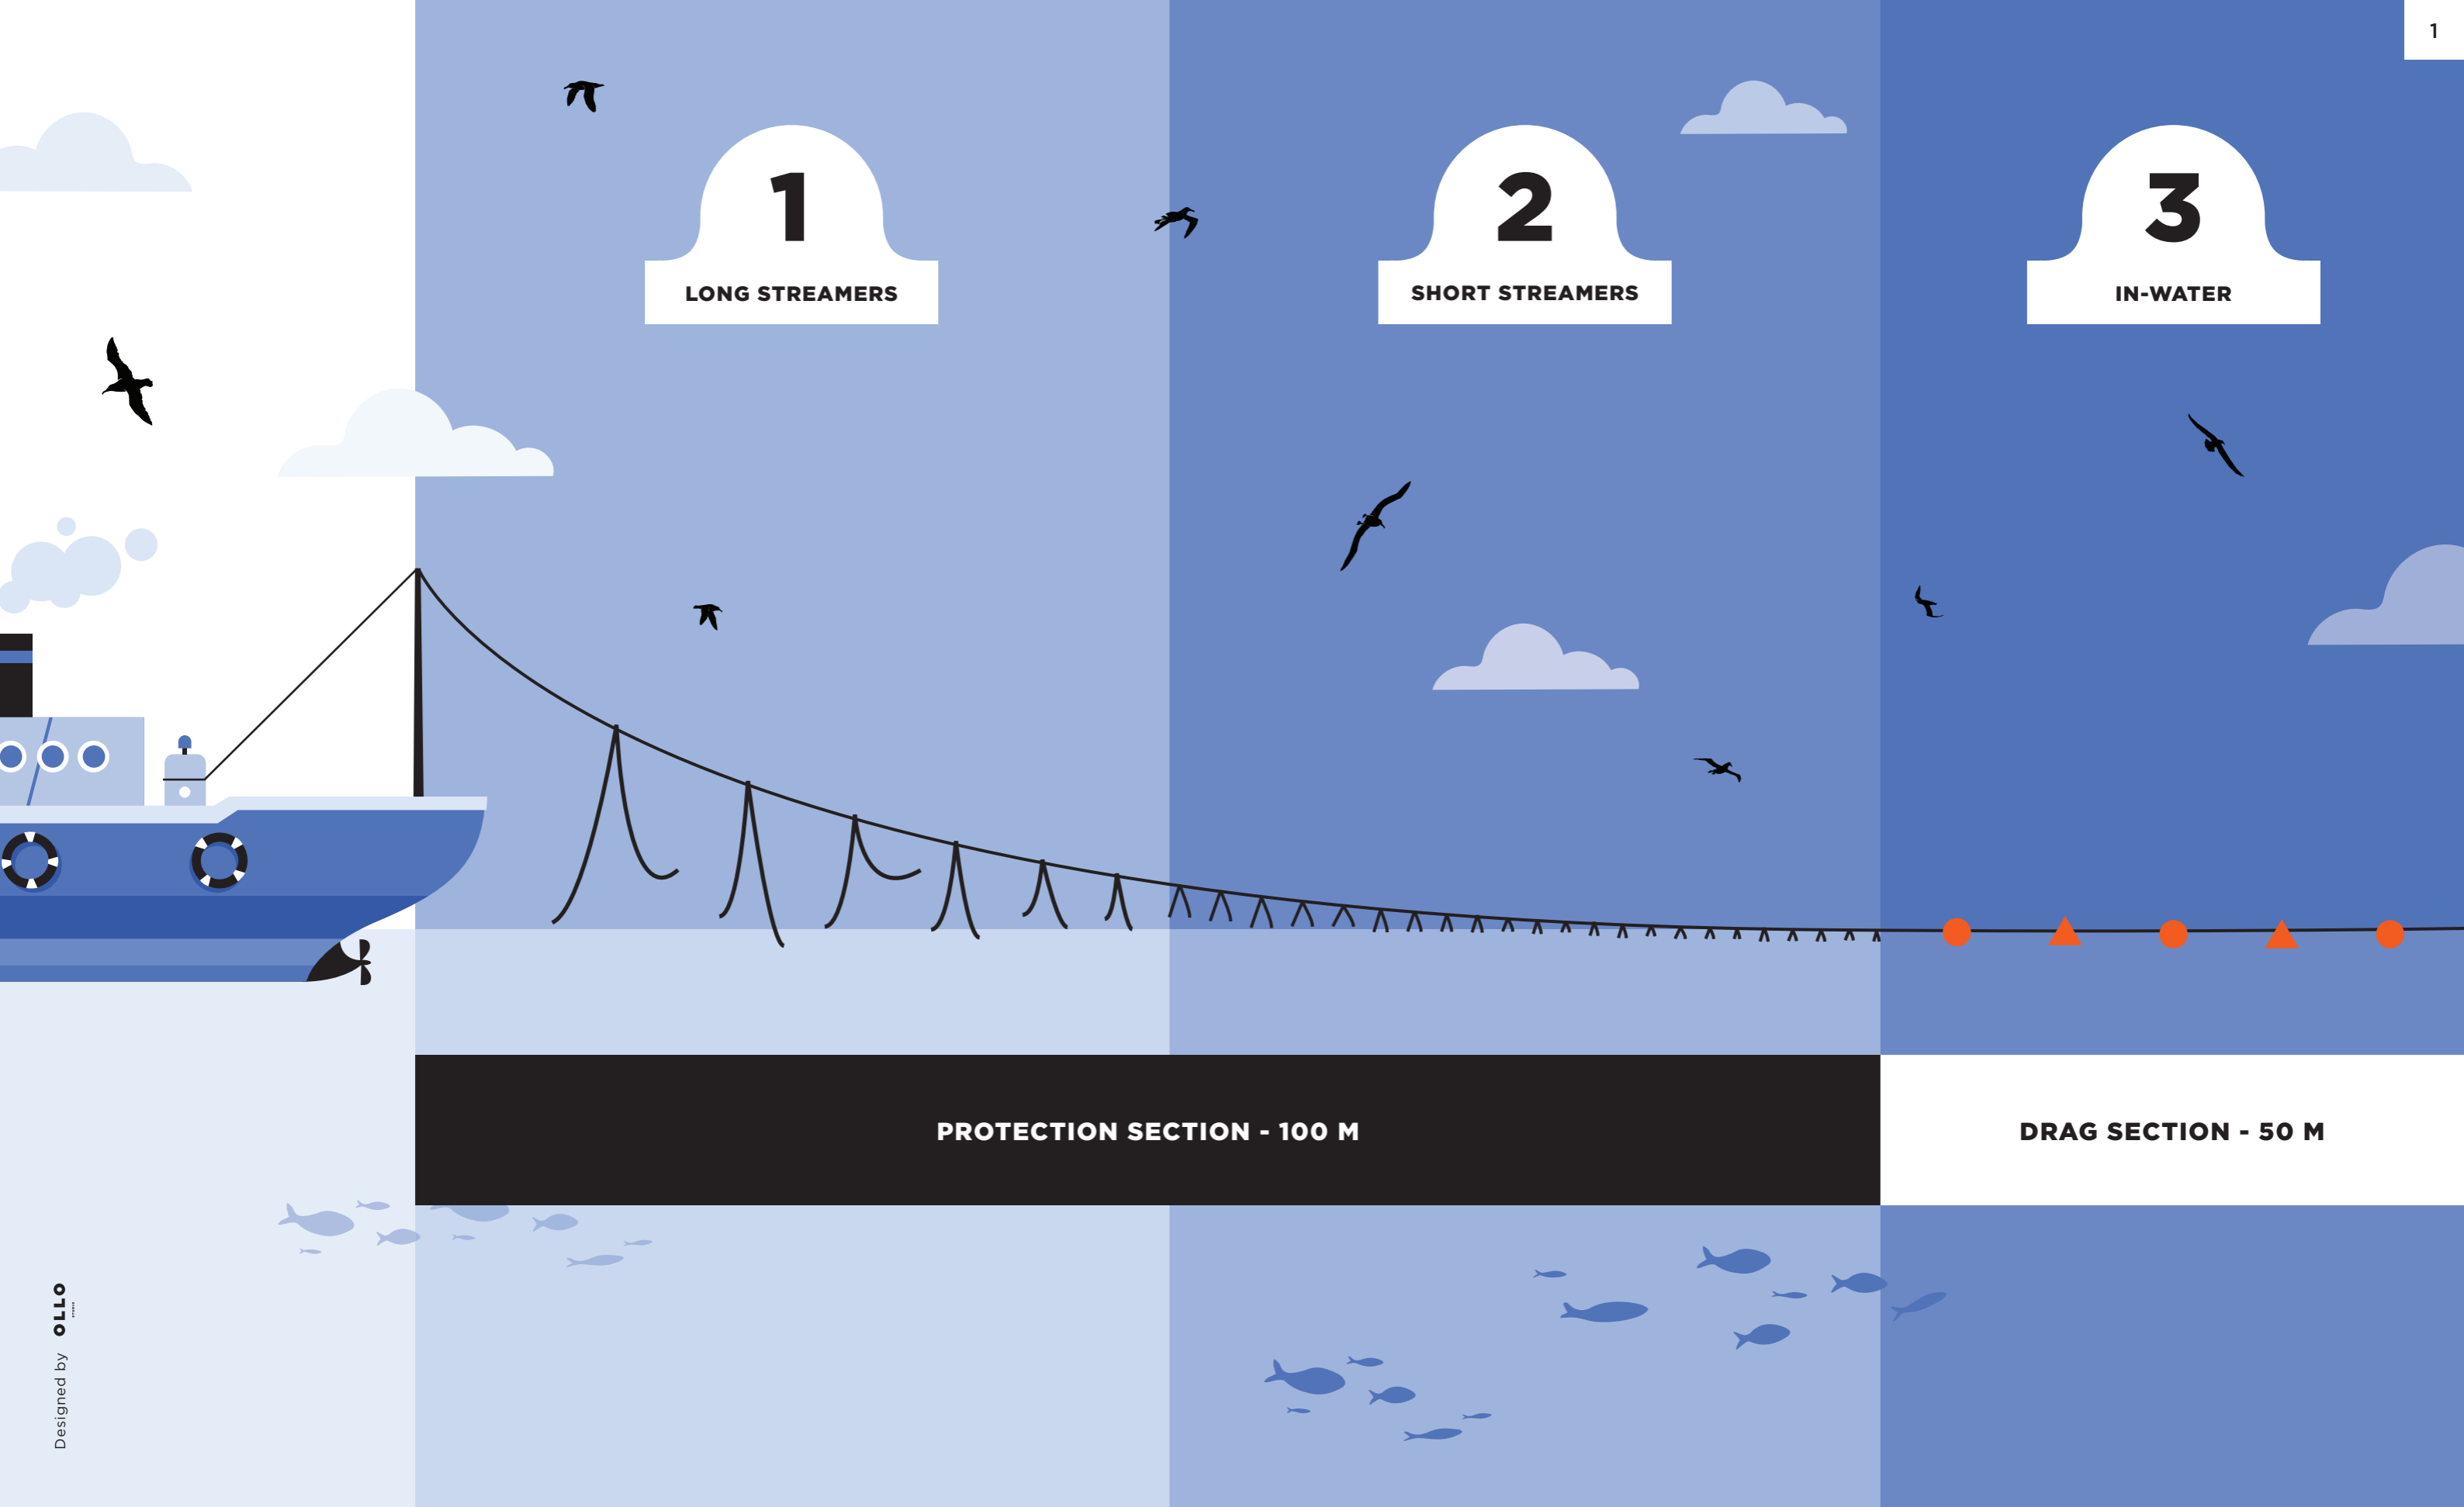 1
1
LONG STREAMERS
2
SHORT STREAMERS
3
IN-WATER
PROTECTION SECTION - 100 M
DRAG SECTION - 50 M
Designed by OLLO